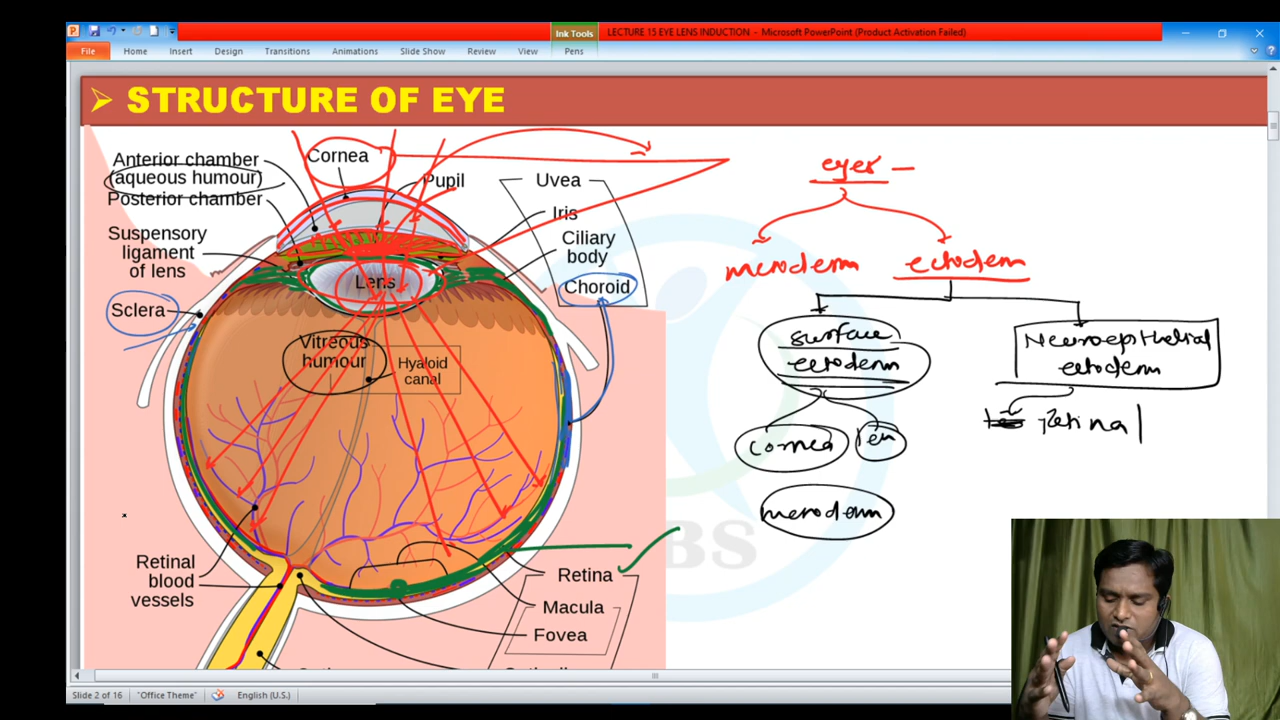 LECTURE 15 EYE LENS INDUCTION - Microsoft PowerPoint (Product Activation Failed)
Ink Tools
File Home Insert Design Transitions Animations Slide Show Review View Pens
STRUCTURE OF EYE
Anterior chamber
(aqueous humour)
Posterior chamber
Cornea
Pupil
Uvea
Iris
Ciliary
body
Choroid
Suspensory
ligament
of lens
Lens
Sclera
Vitreous
humour
Hyaloid
canal
Retinal
blood
vessels
Retina
Macula
Fovea
eyes
mesoderm ectoderm
surface
ectoderm
Neuroepthelial
ectoderm
cornea
len
Retina
mesoderm
BS
Slide 2 of 16 "Office Theme" English (U.S.)